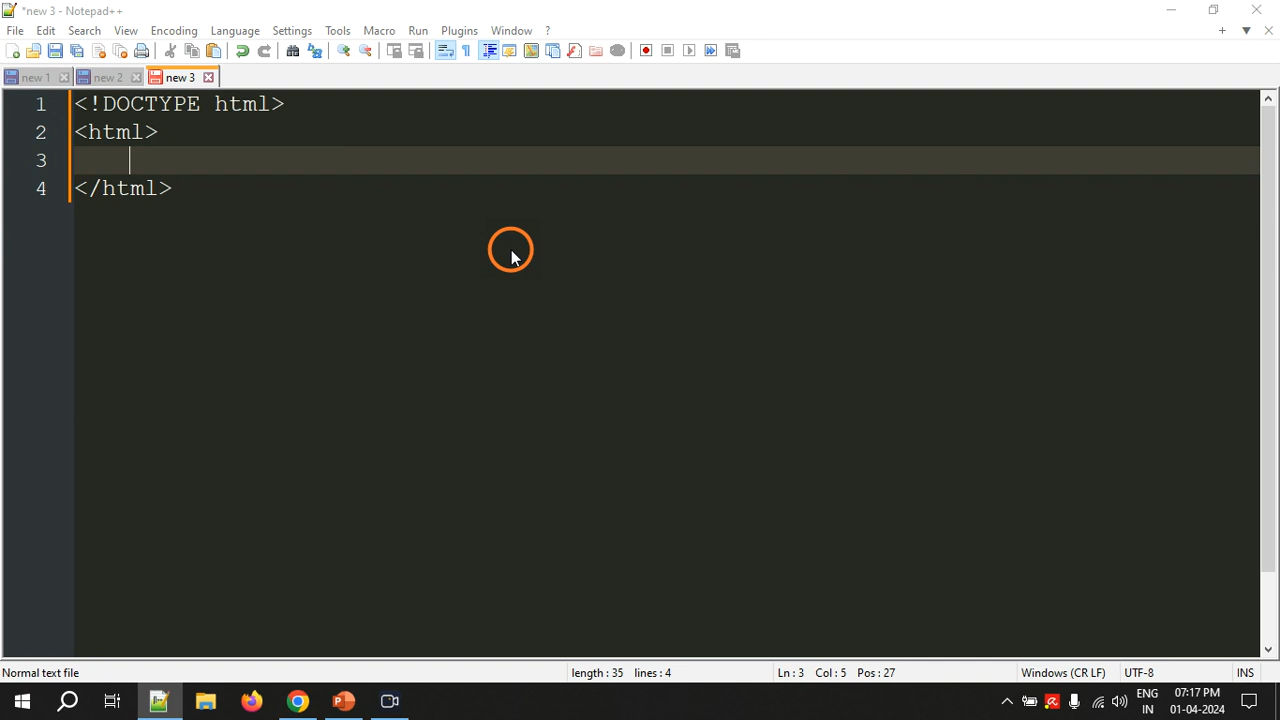 *new 3 - Notepad++
File Edit Search View Encoding Language Settings Tools Macro Run Plugins Window ?
new 1 new 2 new 3
1 <!DOCTYPE html>
2 <html>
3
4 </html>
Normal text file length : 35 lines : 4 Ln : 3 Col : 5 Pos : 27 Windows (CR LF) UTF-8 INS
ENG 07:17 PM
IN 01-04-2024